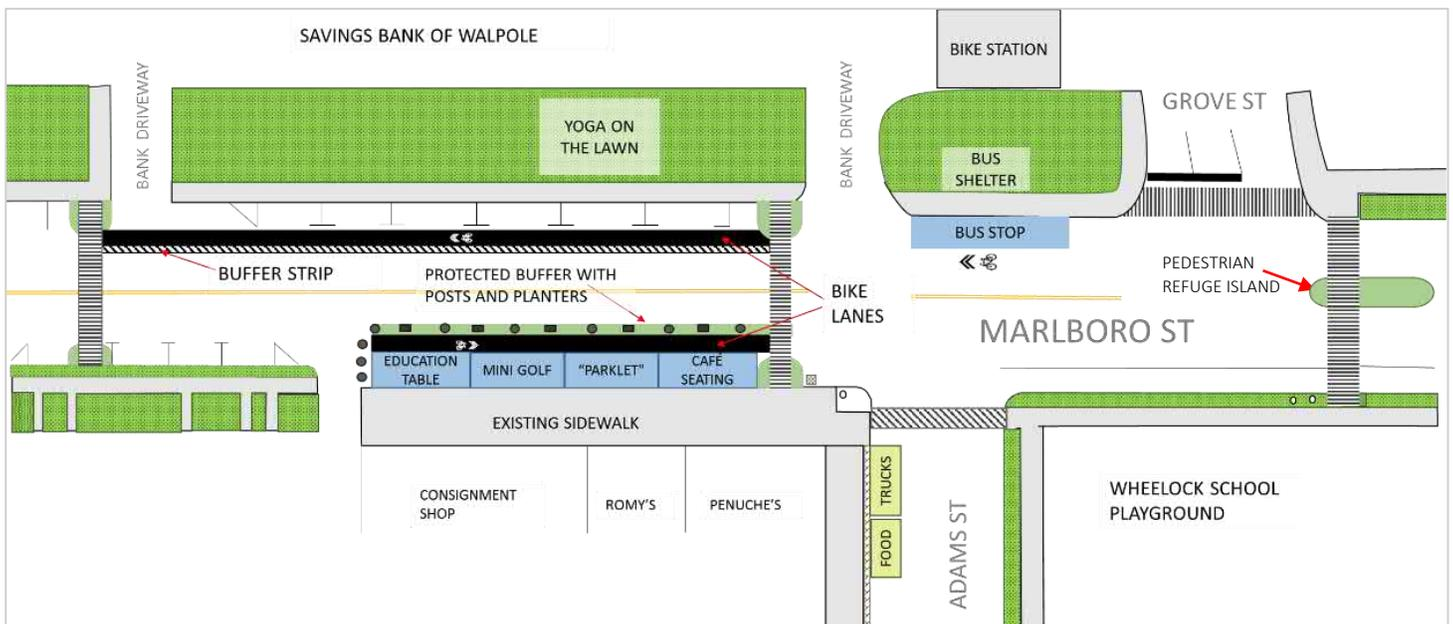 SAVINGS BANK OF WALPOLE
BIKE STATION
BANK DRIVEWAY
BANK DRIVEWAY
GROVE ST
YOGA ON
THE LAWN
BUS
SHELTER
BUS STOP
BUFFER STRIP
PROTECTED BUFFER WITH
POSTS AND PLANTERS
BIKE
LANES
PEDESTRIAN
REFUGE ISLAND
MARLBORO ST
EDUCATION
TABLE
MINI GOLF
“PARKLET”
CAFÉ
SEATING
EXISTING SIDEWALK
CONSIGNMENT
SHOP
ROMY’S
PENUCHE’S
FOOD TRUCKS
ADAMS ST
WHEELOCK SCHOOL
PLAYGROUND